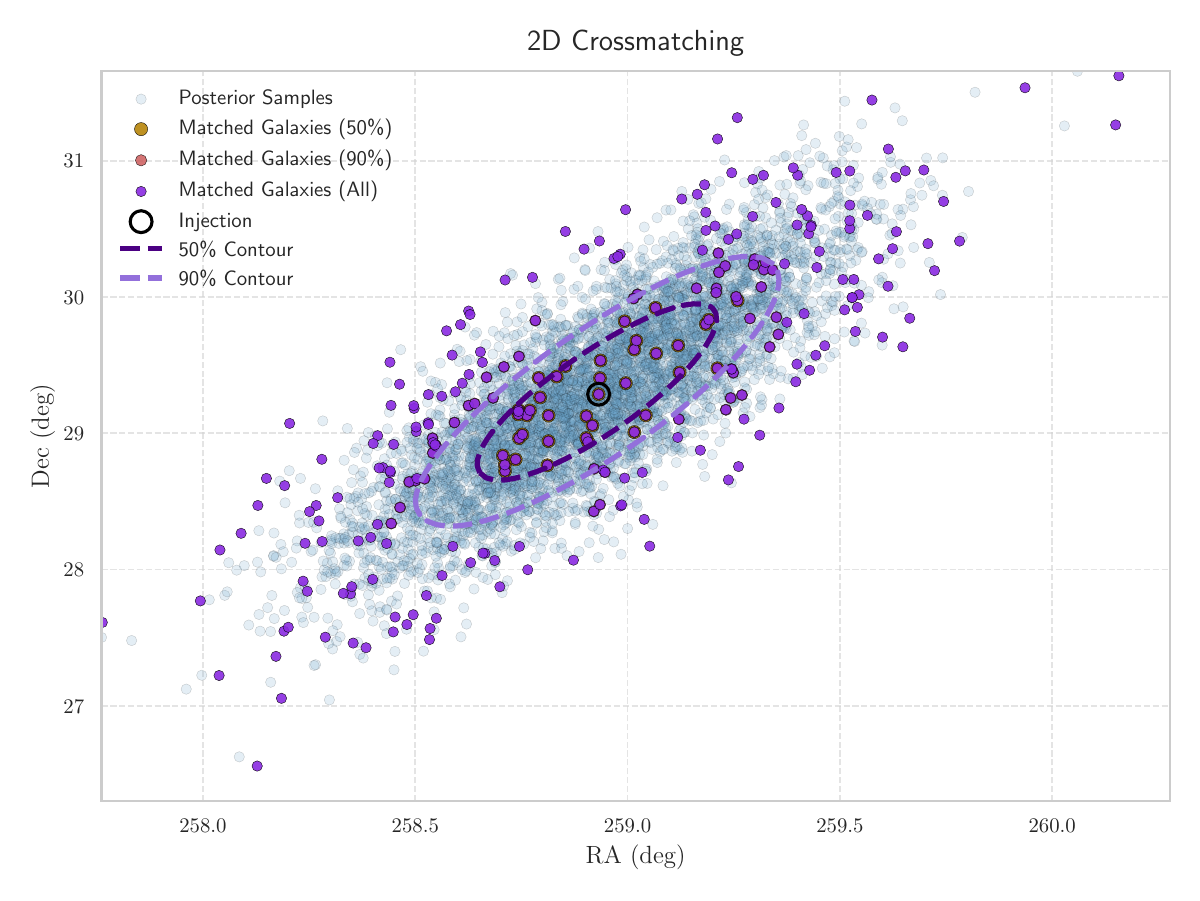 2D Crossmatching
Posterior Samples
Matched Galaxies (50%)
Matched Galaxies (90%)
Matched Galaxies (All)
Injection
50% Contour
90% Contour
31
30
29
28
27
Dec (deg)
258.0 258.5 259.0 259.5 260.0
RA (deg)